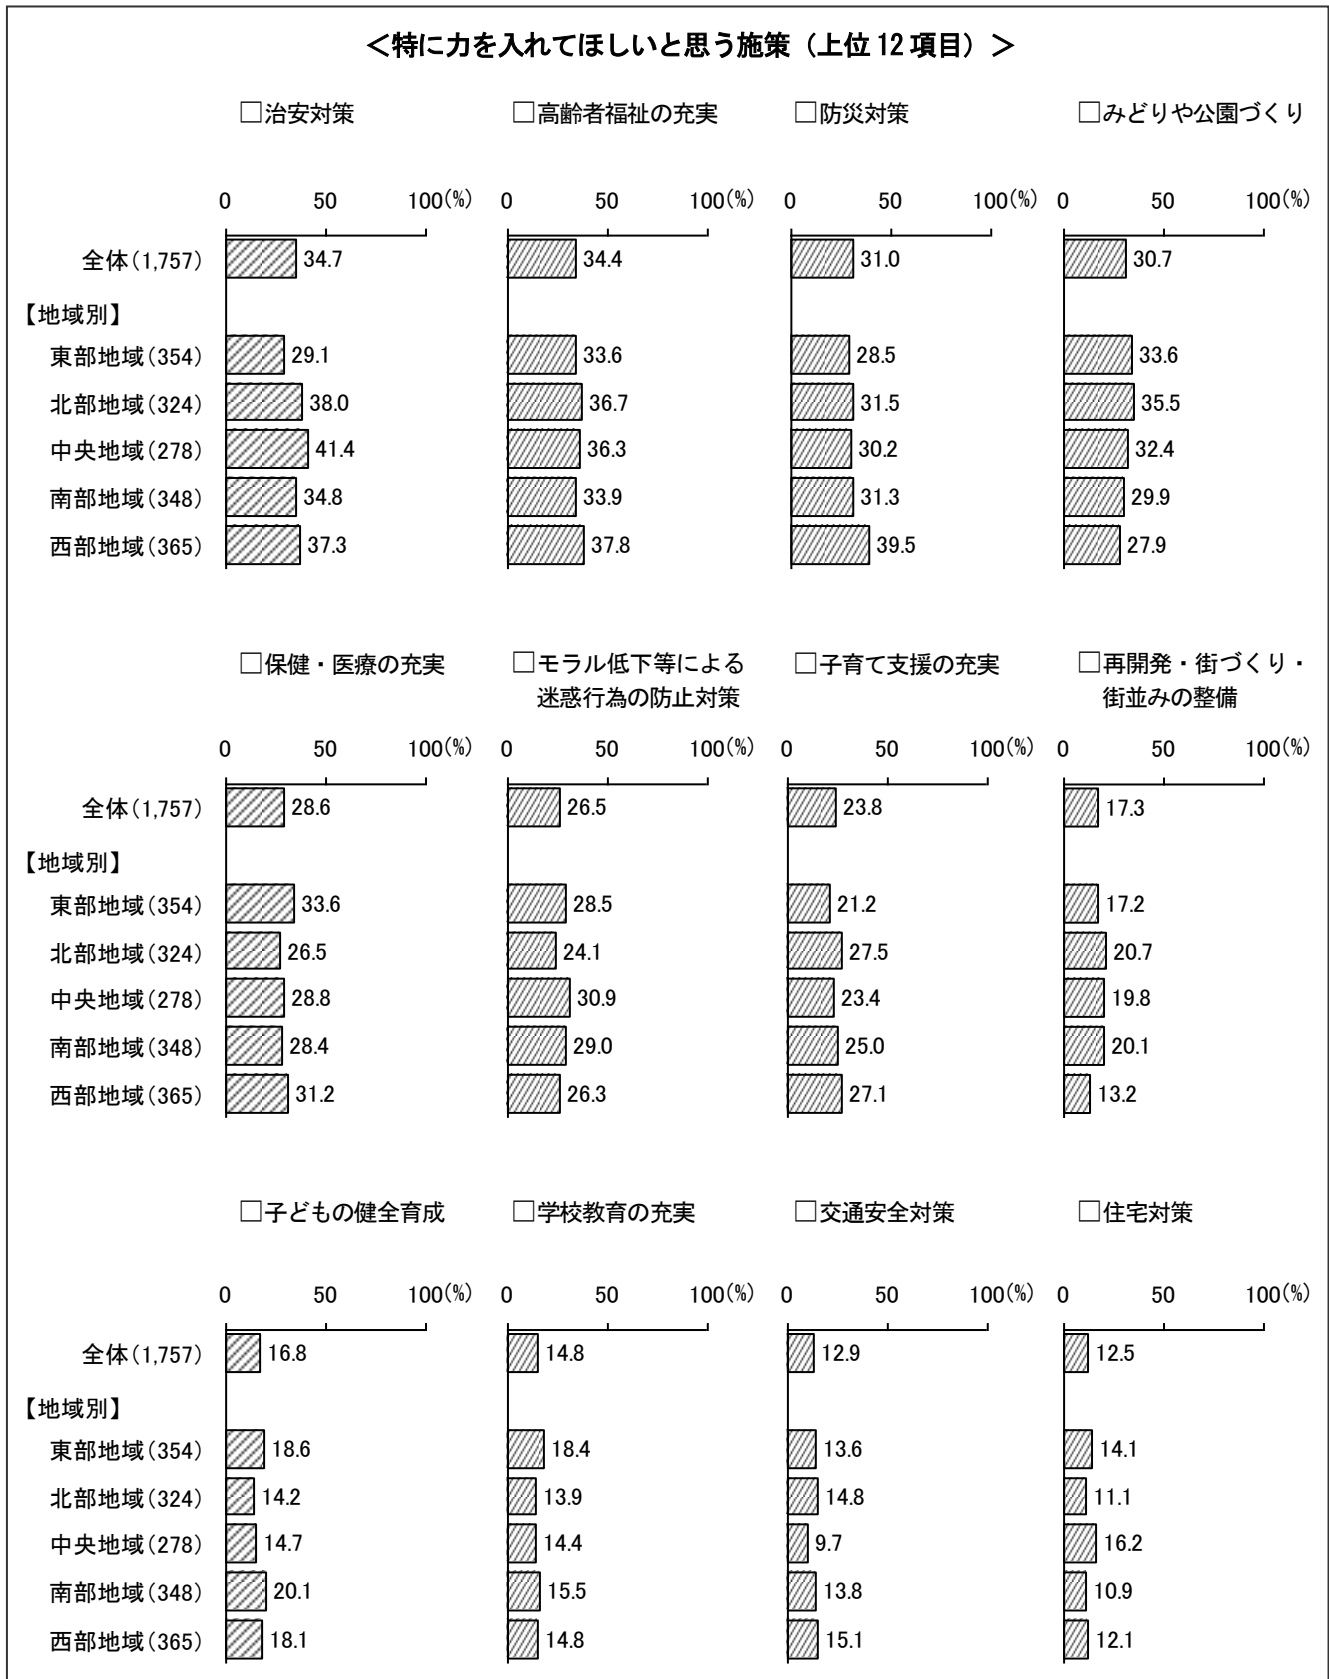 ＜特に力を入れてほしいと思う施策（上位12項目）＞
□治安対策 □高齢者福祉の充実 □防災対策 □みどりや公園づくり
0 50 100(%) 0 50 100(%) 0 50 100(%) 0 50 100(%)
全体(1,757) 34.7 34.4 31.0 30.7
【地域別】
東部地域(354) 29.1 33.6 28.5 33.6
北部地域(324) 38.0 36.7 31.5 35.5
中央地域(278) 41.4 36.3 30.2 32.4
南部地域(348) 34.8 33.9 31.3 29.9
西部地域(365) 37.3 37.8 39.5 27.9
□保健・医療の充実 □モラル低下等による □子育て支援の充実 □再開発・街づくり・
迷惑行為の防止対策 街並みの整備
0 50 100(%) 0 50 100(%) 0 50 100(%) 0 50 100(%)
全体(1,757) 28.6 26.5 23.8 17.3
【地域別】
東部地域(354) 33.6 28.5 21.2 17.2
北部地域(324) 26.5 24.1 27.5 20.7
中央地域(278) 28.8 30.9 23.4 19.8
南部地域(348) 28.4 29.0 25.0 20.1
西部地域(365) 31.2 26.3 27.1 13.2
□子どもの健全育成 □学校教育の充実 □交通安全対策 □住宅対策
0 50 100(%) 0 50 100(%) 0 50 100(%) 0 50 100(%)
全体(1,757) 16.8 14.8 12.9 12.5
【地域別】
東部地域(354) 18.6 18.4 13.6 14.1
北部地域(324) 14.2 13.9 14.8 11.1
中央地域(278) 14.7 14.4 9.7 16.2
南部地域(348) 20.1 15.5 13.8 10.9
西部地域(365) 18.1 14.8 15.1 12.1